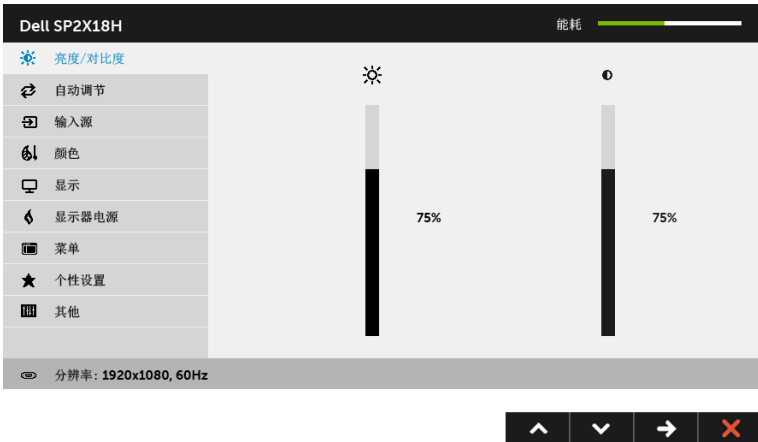 Dell SP2X18H
能耗
亮度/对比度
自动调节
输入源
颜色
显示
显示器电源
菜单
个性设置
其他
75%
75%
分辨率: 1920x1080, 60Hz